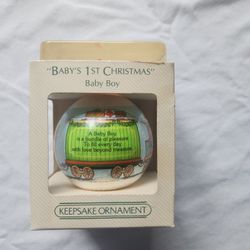 "BABY'S 1ST CHRISTMAS"
Baby Boy
A Baby Boy
is a bundle of pleasure
To fill every day
with love beyond measure
KEEPSAKE ORNAMENT